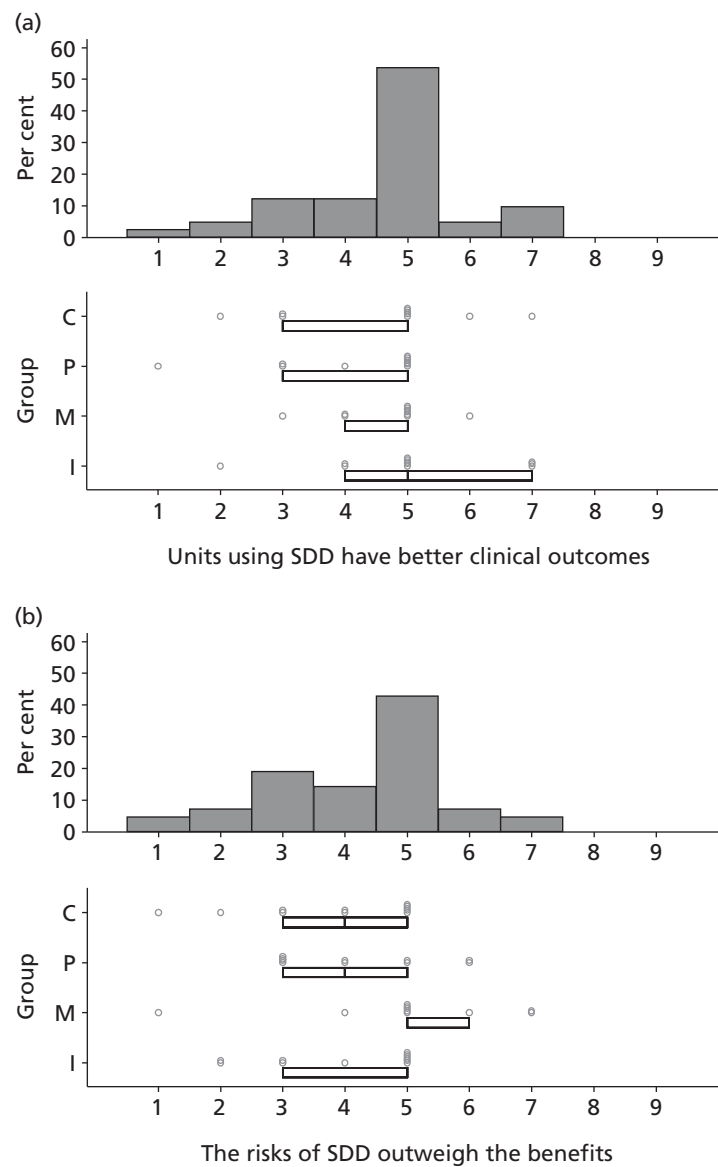 (a)
60
50
40
30
20
10
0
Per cent
1 2 3 4 5 6 7 8 9
C
P
M
I
Group
1 2 3 4 5 6 7 8 9
Units using SDD have better clinical outcomes
(b)
60
50
40
30
20
10
0
Per cent
1 2 3 4 5 6 7 8 9
C
P
M
I
Group
1 2 3 4 5 6 7 8 9
The risks of SDD outweigh the benefits